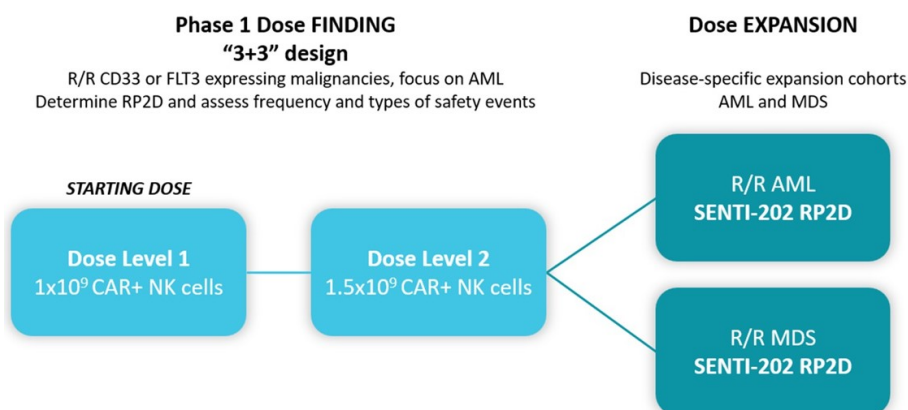 Phase 1 Dose FINDING
“3+3” design
R/R CD33 or FLT3 expressing malignancies, focus on AML
Determine RP2D and assess frequency and types of safety events
Dose EXPANSION
Disease-specific expansion cohorts
AML and MDS
STARTING DOSE
Dose Level 1
1x10⁹ CAR+ NK cells
Dose Level 2
1.5x10⁹ CAR+ NK cells
R/R AML
SENTI-202 RP2D
R/R MDS
SENTI-202 RP2D